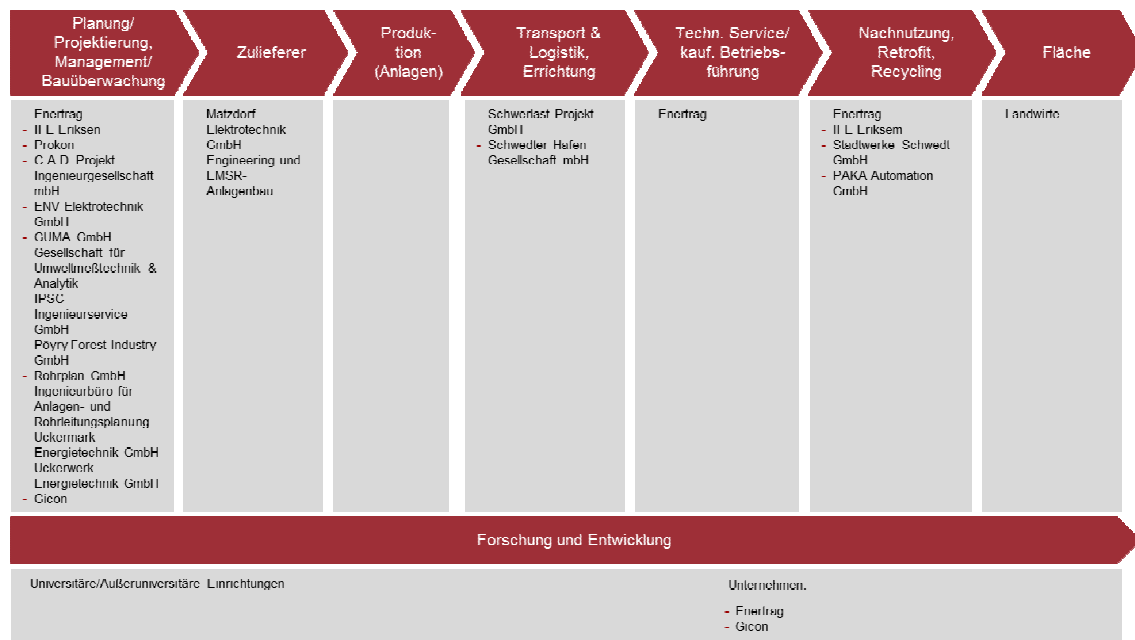 Planung/
Projektierung,
Management/
Bauüberwachung
Zulieferer
Produk-
tion
(Anlagen)
Transport &
Logistik,
Errichtung
Techn. Service/
kauf. Betriebs-
führung
Nachnutzung,
Retrofit,
Recycling
Fläche
Enertrag
- IFE Eriksen
- Prokon
- C.A.D. Projekt
Ingenieurgesellschaft
mbH
- ENV Elektrotechnik
GmbH
- GUMA GmbH
Gesellschaft für
Umweltmeßtechnik &
Analytik
IPSC
Ingenieurservice
GmbH
Pöyry Forest Industry
GmbH
- Rohrplan GmbH
Ingenieurbüro für
Anlagen- und
Rohrleitungsplanung
Uckermark
Energietechnik GmbH
Uckerwerk
Energietechnik GmbH
- Gicon
Matzdorf
Elektrotechnik
GmbH
Engineering und
EMSR-
Anlagenbau
Schwerlast Projekt
GmbH
- Schwedter Hafen
Gesellschaft mbH
Enertrag
Enertrag
- IFE Eriksem
- Stadtwerke Schwedt
GmbH
- PAKA Automation
GmbH
Landwirte
Forschung und Entwicklung
Universitäre/Außeruniversitäre Einrichtungen
Unternehmen:
- Enertrag
- Gicon